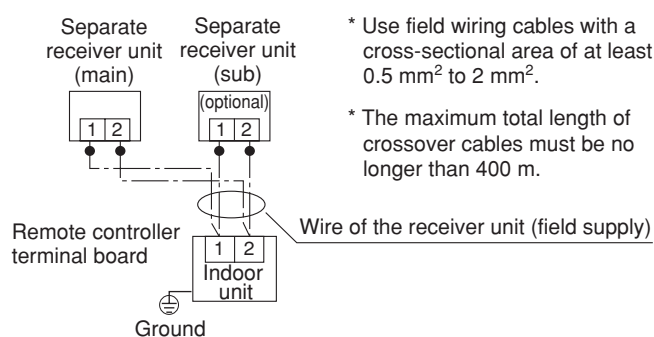 Separate
receiver unit
(main)
Separate
receiver unit
(sub)
(optional)
1 2
1 2
* Use field wiring cables with a
cross-sectional area of at least
0.5 mm² to 2 mm².
* The maximum total length of
crossover cables must be no
longer than 400 m.
Wire of the receiver unit (field supply)
Remote controller
terminal board
1 2
Indoor
unit
Ground